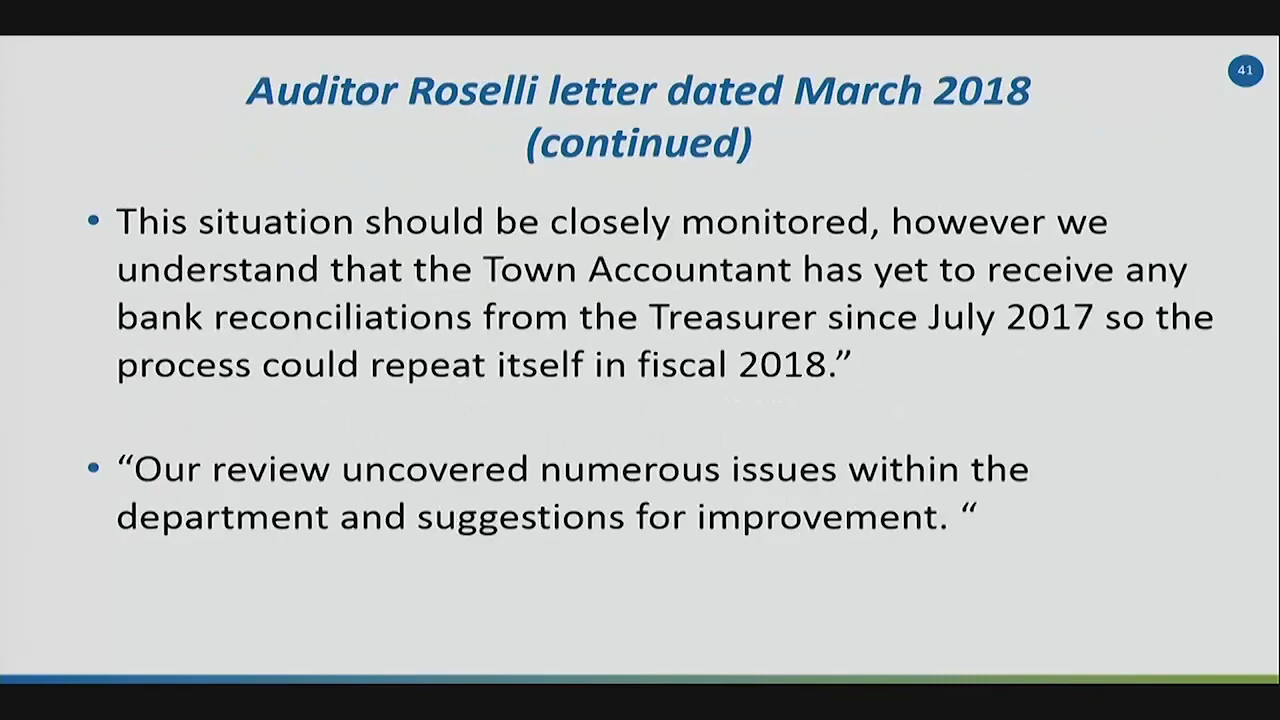 41
Auditor Roselli letter dated March 2018
(continued)
• This situation should be closely monitored, however we
understand that the Town Accountant has yet to receive any
bank reconciliations from the Treasurer since July 2017 so the
process could repeat itself in fiscal 2018.”
• “Our review uncovered numerous issues within the
department and suggestions for improvement. “